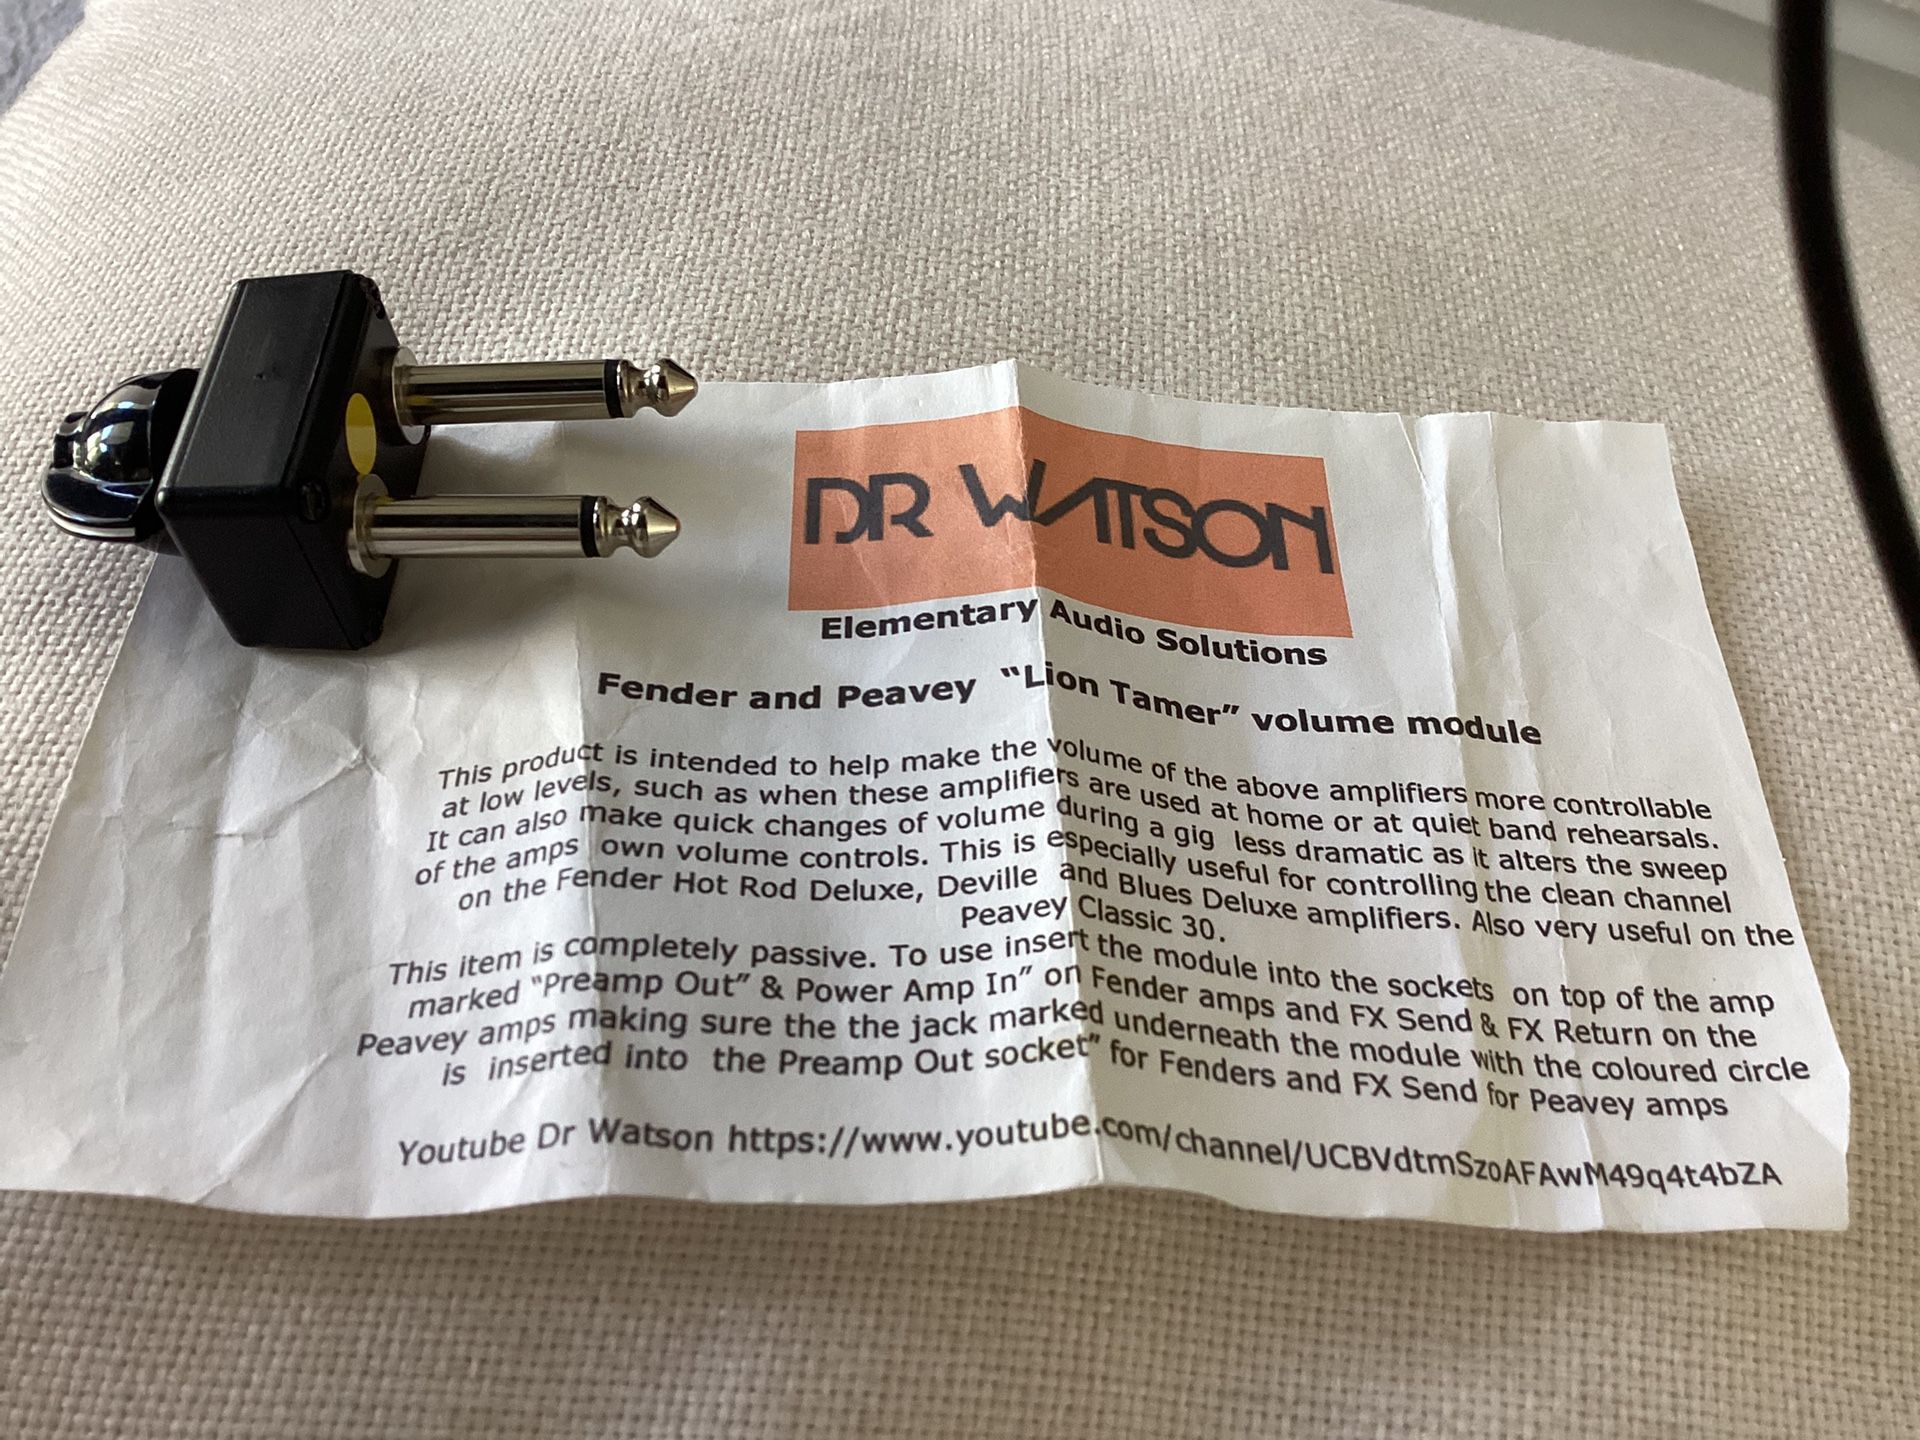 DR WATSON
Elementary Audio Solutions
Fender and Peavey "Lion Tamer" volume module
This product is intended to help make the volume of the above amplifiers more controllable
at low levels, such as when these amplifiers are used at home or at quiet band rehearsals.
It can also make quick changes of volume during a gig less dramatic as it alters the sweep
of the amps own volume controls. This is especially useful for controlling the clean channel
on the Fender Hot Rod Deluxe, Deville and Blues Deluxe amplifiers. Also very useful on the
Peavey Classic 30.
This item is completely passive. To use insert the module into the sockets on top of the amp
marked "Preamp Out" & Power Amp In" on Fender amps and FX Send & FX Return on the
Peavey amps making sure the the jack marked underneath the module with the coloured circle
is inserted into the Preamp Out socket" for Fenders and FX Send for Peavey amps
Youtube Dr Watson https://www.youtube.com/channel/UCBVdtmSzoAFAwM49q4t4bZA